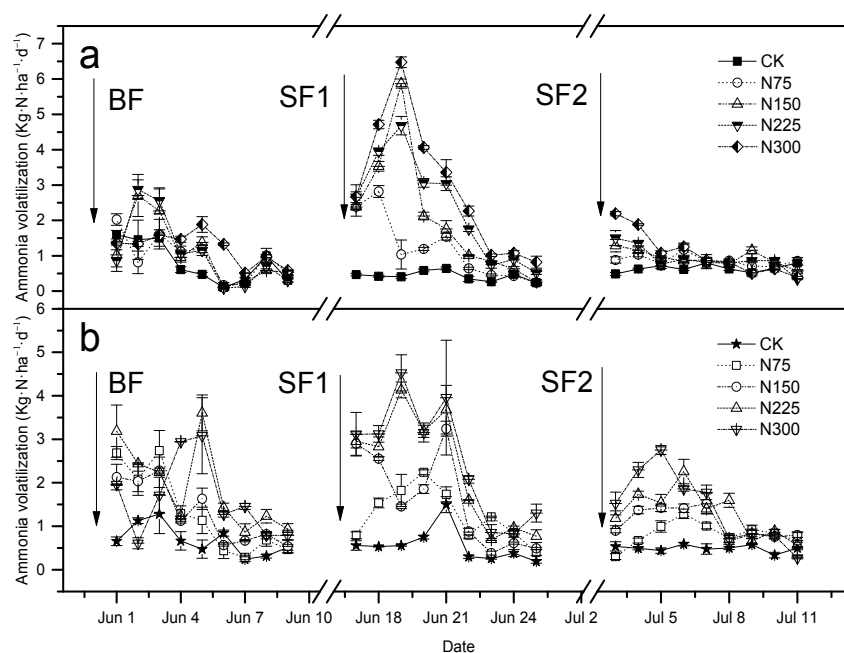 a
7
6
5
4
3
2
1
0
Ammonia volatilization (Kg·N·ha⁻¹·d⁻¹)
BF
SF1
SF2
CK
N75
N150
N225
N300
b
6
5
4
3
2
1
0
Ammonia volatilization (Kg·N·ha⁻¹·d⁻¹)
BF
SF1
SF2
CK
N75
N150
N225
N300
Jun 1 Jun 4 Jun 7 Jun 10 Jun 18 Jun 21 Jun 24 Jul 2 Jul 5 Jul 8 Jul 11
Date